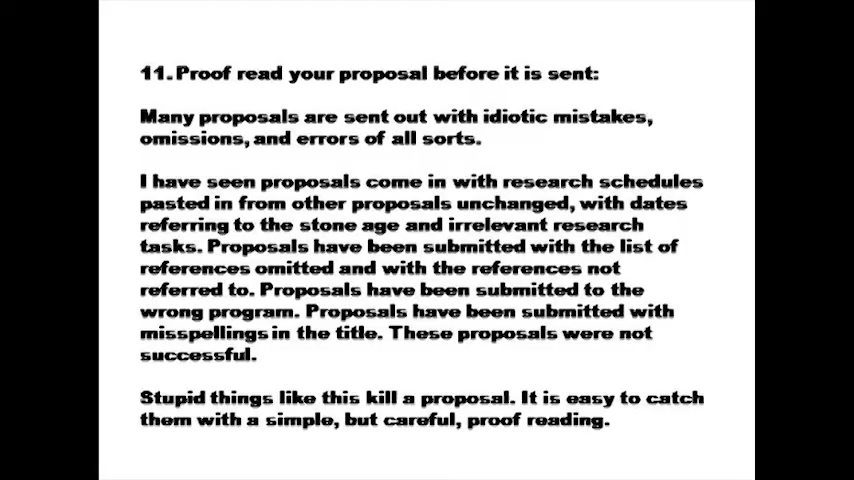 11. Proof read your proposal before it is sent:
Many proposals are sent out with idiotic mistakes,
omissions, and errors of all sorts.
I have seen proposals come in with research schedules
pasted in from other proposals unchanged, with dates
referring to the stone age and irrelevant research
tasks. Proposals have been submitted with the list of
references omitted and with the references not
referred to. Proposals have been submitted to the
wrong program. Proposals have been submitted with
misspellings in the title. These proposals were not
successful.
Stupid things like this kill a proposal. It is easy to catch
them with a simple, but careful, proof reading.